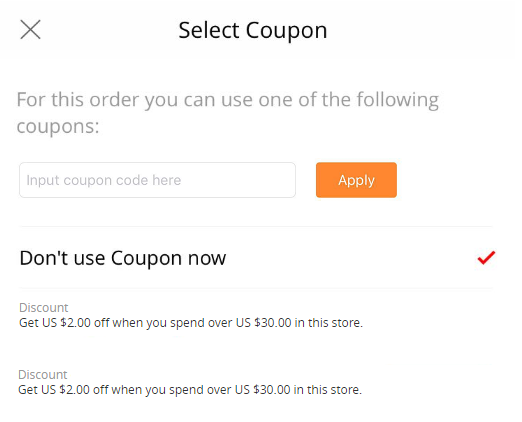 Select Coupon
For this order you can use one of the following
coupons:
Input coupon code here
Apply
Don't use Coupon now
Discount
Get US $2.00 off when you spend over US $30.00 in this store.
Discount
Get US $2.00 off when you spend over US $30.00 in this store.